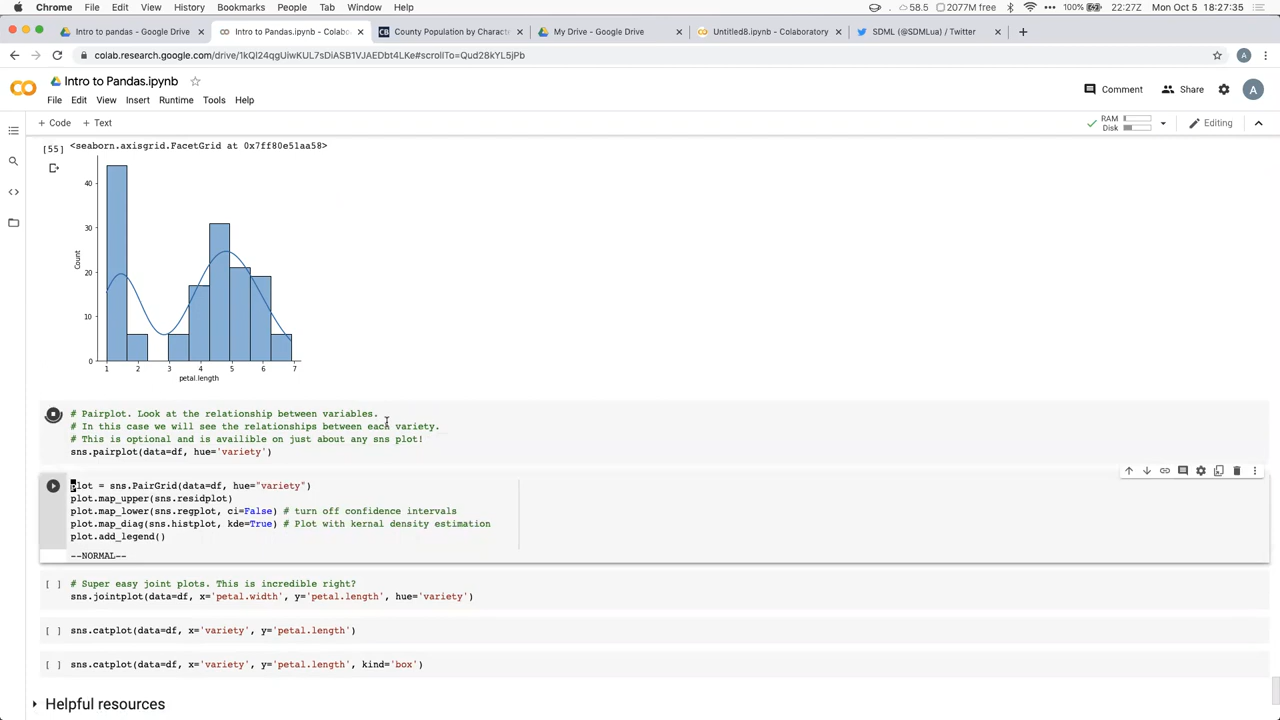 Chrome File Edit View History Bookmarks People Tab Window Help 58.5 2077M free 100% 22:27Z Mon Oct 5 18:27:35
Intro to pandas - Google Drive Intro to Pandas.ipynb - Colabo County Population by Charact My Drive - Google Drive Untitled8.ipynb - Colaboratory SDML (@SDMLua) / Twitter
colab.research.google.com/drive/1kQI24qgUiwKUL7sDiASB1VJAEDbt4LKe#scrollTo=Qud28kYL5jPb A
Intro to Pandas.ipynb Comment Share A
File Edit View Insert Runtime Tools Help
+ Code + Text RAM Disk Editing
[55] <seaborn.axisgrid.FacetGrid at 0x7ff80e51aa58>
40
30
Count
20
10
0
1 2 3 4 5 6 7
petal.length
# Pairplot. Look at the relationship between variables.
# In this case we will see the relationships between each variety.
# This is optional and is availible on just about any sns plot!
sns.pairplot(data=df, hue='variety')
plot = sns.PairGrid(data=df, hue="variety")
plot.map_upper(sns.residplot)
plot.map_lower(sns.regplot, ci=False) # turn off confidence intervals
plot.map_diag(sns.histplot, kde=True) # Plot with kernal density estimation
plot.add_legend()
--NORMAL--
[ ] # Super easy joint plots. This is incredible right?
sns.jointplot(data=df, x='petal.width', y='petal.length', hue='variety')
[ ] sns.catplot(data=df, x='variety', y='petal.length')
[ ] sns.catplot(data=df, x='variety', y='petal.length', kind='box')
Helpful resources